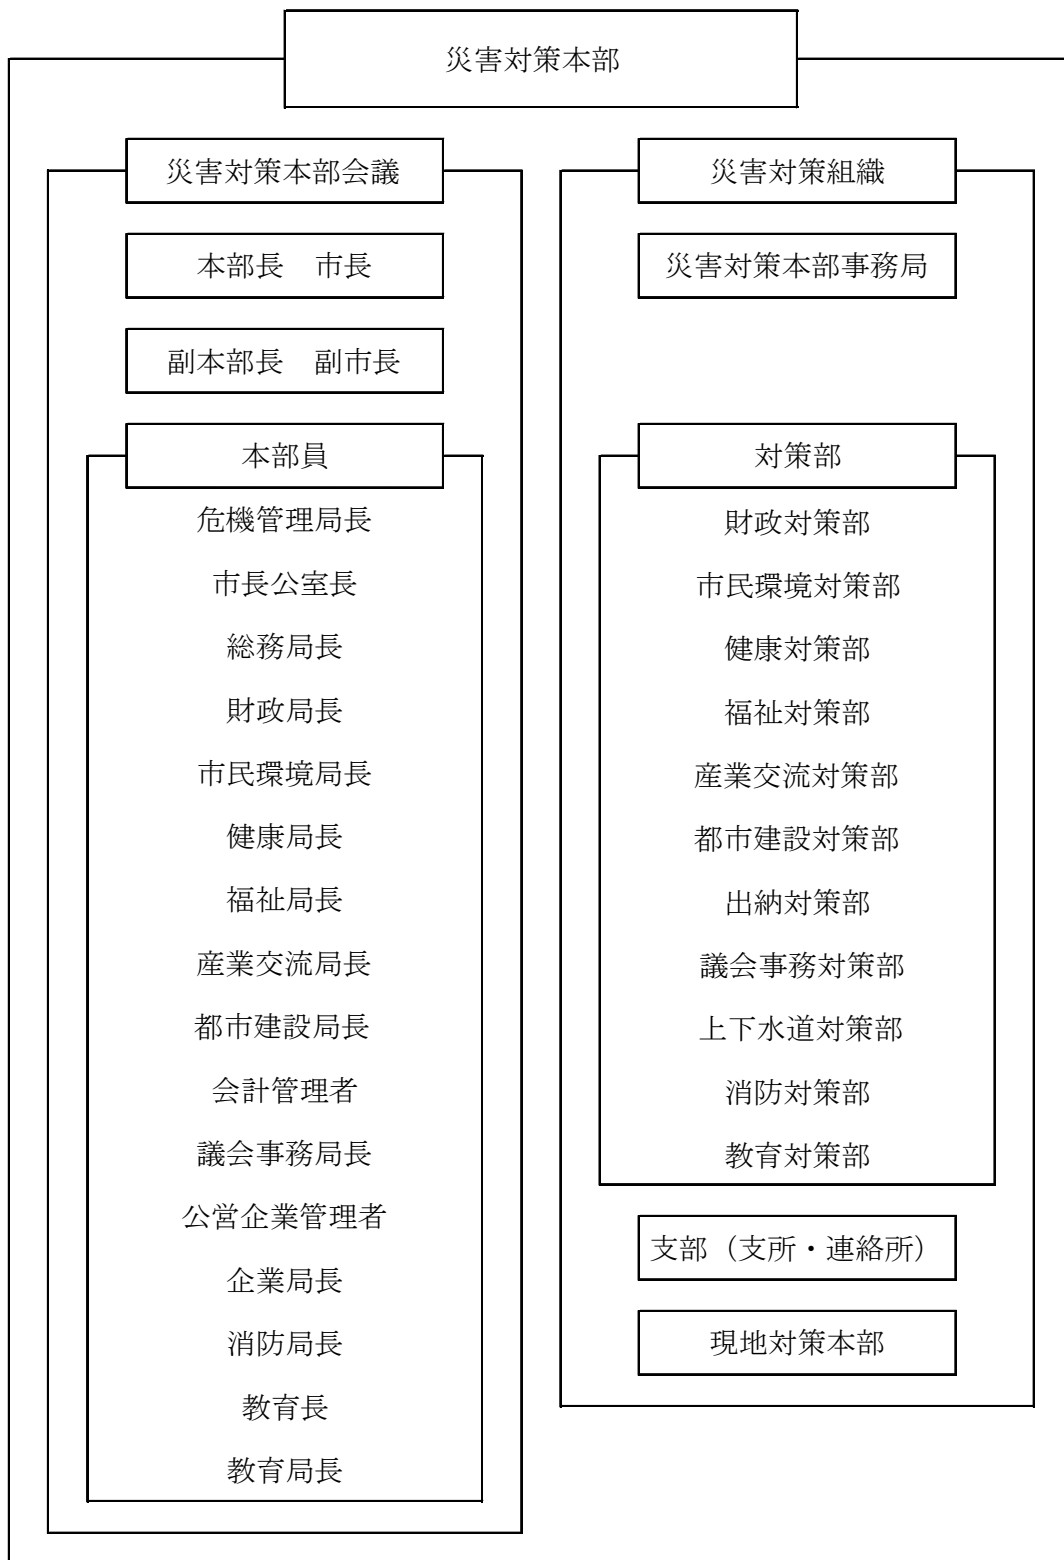 災害対策本部
災害対策本部会議
本部長　市長
副本部長　副市長
本部員
危機管理局長
市長公室長
総務局長
財政局長
市民環境局長
健康局長
福祉局長
産業交流局長
都市建設局長
会計管理者
議会事務局長
公営企業管理者
企業局長
消防局長
教育長
教育局長
災害対策組織
災害対策本部事務局
対策部
財政対策部
市民環境対策部
健康対策部
福祉対策部
産業交流対策部
都市建設対策部
出納対策部
議会事務対策部
上下水道対策部
消防対策部
教育対策部
支部（支所・連絡所）
現地対策本部